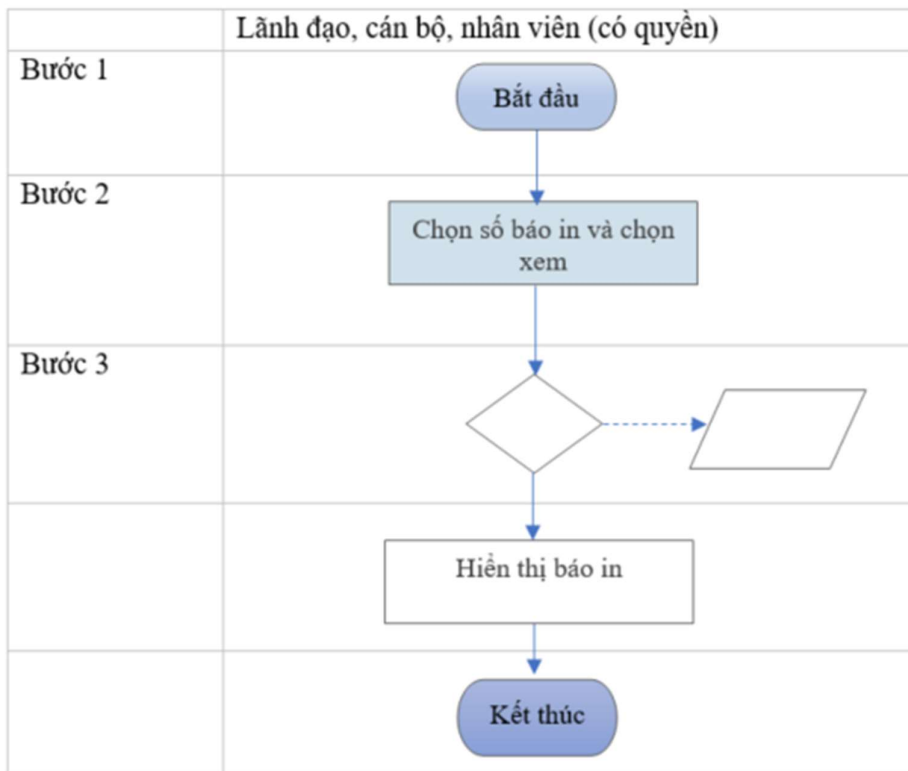 Lãnh đạo, cán bộ, nhân viên (có quyền)
Bước 1
Bắt đầu
Bước 2
Chọn số báo in và chọn
xem
Bước 3
Hiển thị báo in
Kết thúc